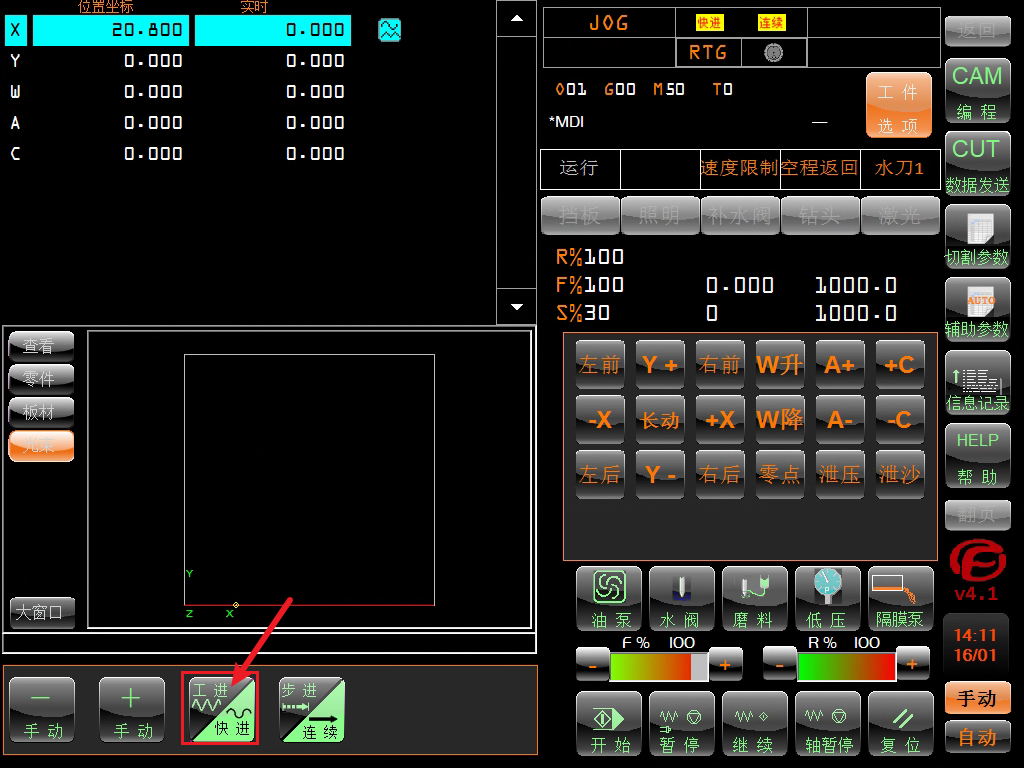 位置坐标 实时
X 20.800 0.000
Y 0.000 0.000
W 0.000 0.000
A 0.000 0.000
C 0.000 0.000
JOG 快进 连续
RTG
O01 G00 M50 T0
*MDI —
工件
选项
运行 速度限制 空程返回 水刀1
挡板 照明 补水阀 钻头 激光
R%100
F%100 0.000 1000.0
S%30 0 1000.0
左前 Y+ 右前 W升 A+ +C
-X 长动 +X W降 A- -C
左后 Y- 右后 零点 泄压 泄沙
油泵 水阀 磨料 低压 隔膜泵
F% 100 R% 100
- + - +
开始 暂停 继续 轴暂停 复位
查看
零件
板材
光束
大窗口
Y
Z X
手动 手动 工进 快进 步进 连续
返回
CAM
编程
CUT
数据发送
切割参数
AUTO
辅助参数
信息记录
HELP
帮助
翻页
v4.1
14:11
16/01
手动
自动